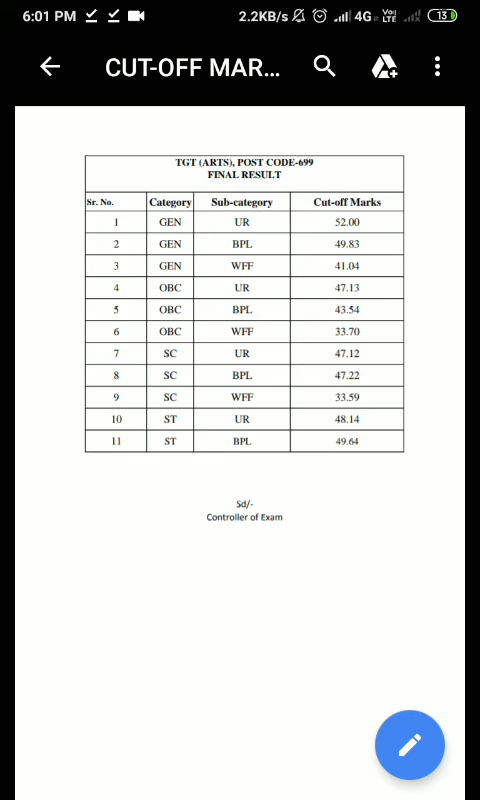 6:01 PM 2.2KB/s 4G Vo LTE 13
CUT-OFF MAR...
TGT (ARTS), POST CODE-699
FINAL RESULT
Sr. No. Category Sub-category Cut-off Marks
1 GEN UR 52.00
2 GEN BPL 49.83
3 GEN WFF 41.04
4 OBC UR 47.13
5 OBC BPL 43.54
6 OBC WFF 33.70
7 SC UR 47.12
8 SC BPL 47.22
9 SC WFF 33.59
10 ST UR 48.14
11 ST BPL 49.64
Sd/-
Controller of Exam